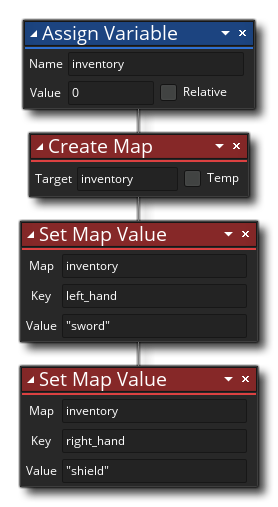 Assign Variable
Name inventory
Value 0 Relative
Create Map
Target inventory Temp
Set Map Value
Map inventory
Key left_hand
Value "sword"
Set Map Value
Map inventory
Key right_hand
Value "shield"